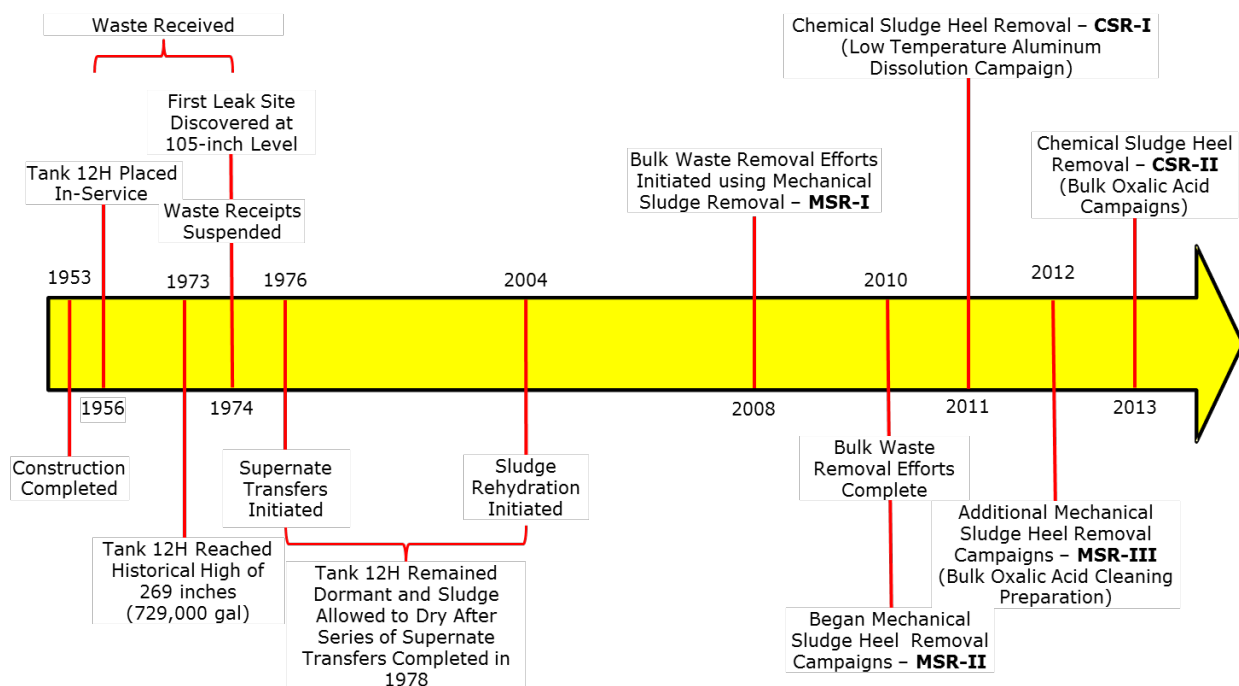 Waste Received
First Leak Site
Discovered at
105-inch Level
Tank 12H Placed
In-Service
Waste Receipts
Suspended
Bulk Waste Removal Efforts
Initiated using Mechanical
Sludge Removal – MSR-I
Chemical Sludge Heel Removal – CSR-I
(Low Temperature Aluminum
Dissolution Campaign)
Chemical Sludge Heel
Removal – CSR-II
(Bulk Oxalic Acid
Campaigns)
1953
1973
1976
2004
2010
2012
1956
1974
2008
2011
2013
Construction
Completed
Tank 12H Reached
Historical High of
269 inches
(729,000 gal)
Supernate
Transfers
Initiated
Sludge
Rehydration
Initiated
Tank 12H Remained
Dormant and Sludge
Allowed to Dry After
Series of Supernate
Transfers Completed in
1978
Bulk Waste
Removal Efforts
Complete
Began Mechanical
Sludge Heel Removal
Campaigns – MSR-II
Additional Mechanical
Sludge Heel Removal
Campaigns – MSR-III
(Bulk Oxalic Acid Cleaning
Preparation)